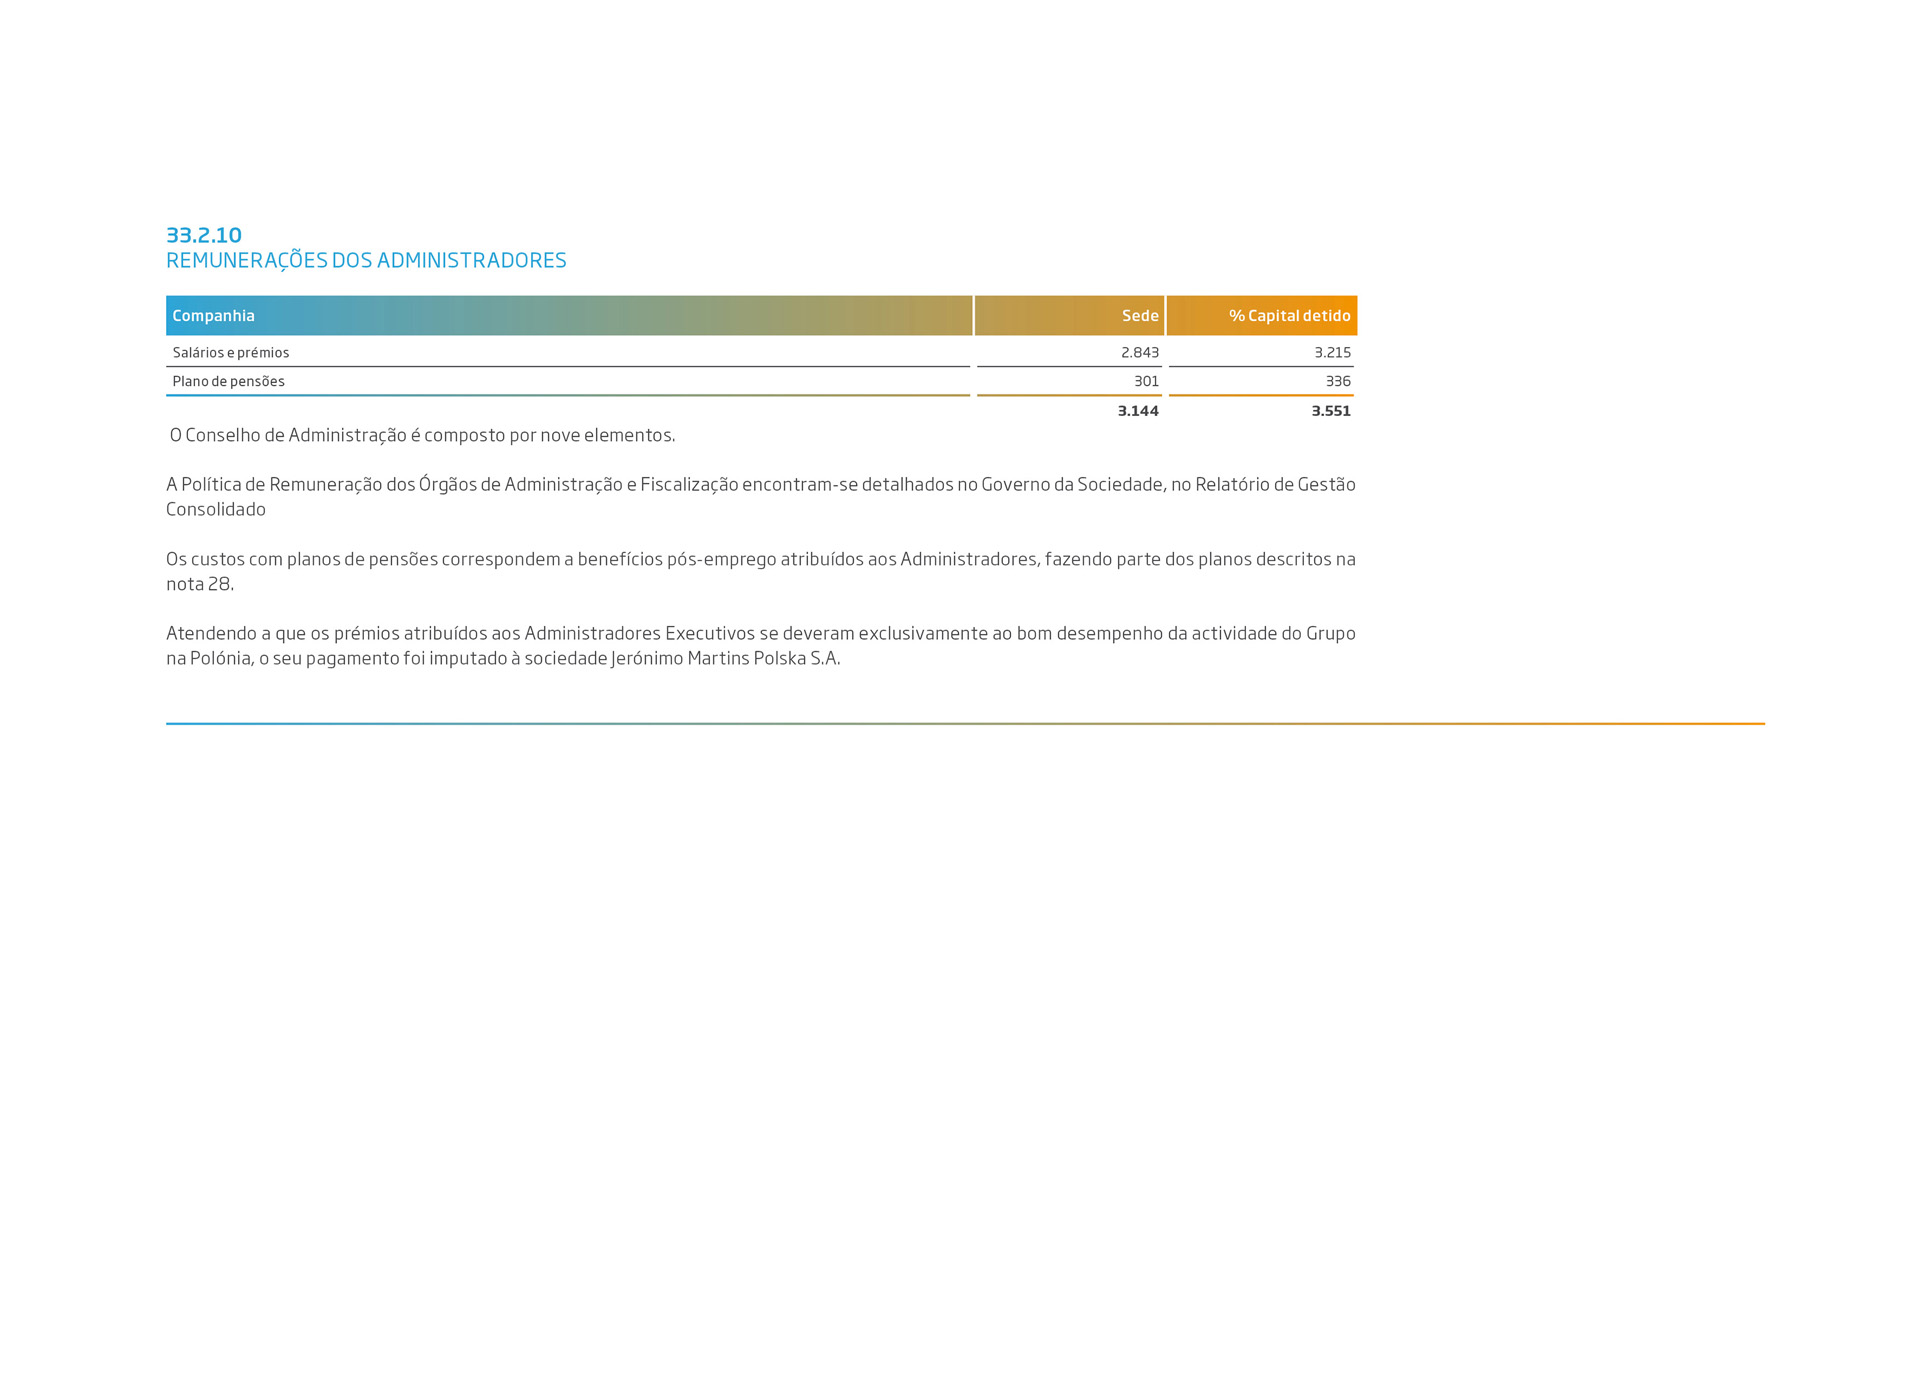 33.2.10
REMUNERAÇÕES DOS ADMINISTRADORES
Companhia Sede % Capital detido
Salários e prémios 2.843 3.215
Plano de pensões 301 336
3.144 3.551
O Conselho de Administração é composto por nove elementos.
A Política de Remuneração dos Órgãos de Administração e Fiscalização encontram-se detalhados no Governo da Sociedade, no Relatório de Gestão
Consolidado
Os custos com planos de pensões correspondem a benefícios pós-emprego atribuídos aos Administradores, fazendo parte dos planos descritos na
nota 28.
Atendendo a que os prémios atribuídos aos Administradores Executivos se deveram exclusivamente ao bom desempenho da actividade do Grupo
na Polónia, o seu pagamento foi imputado à sociedade Jerónimo Martins Polska S.A.